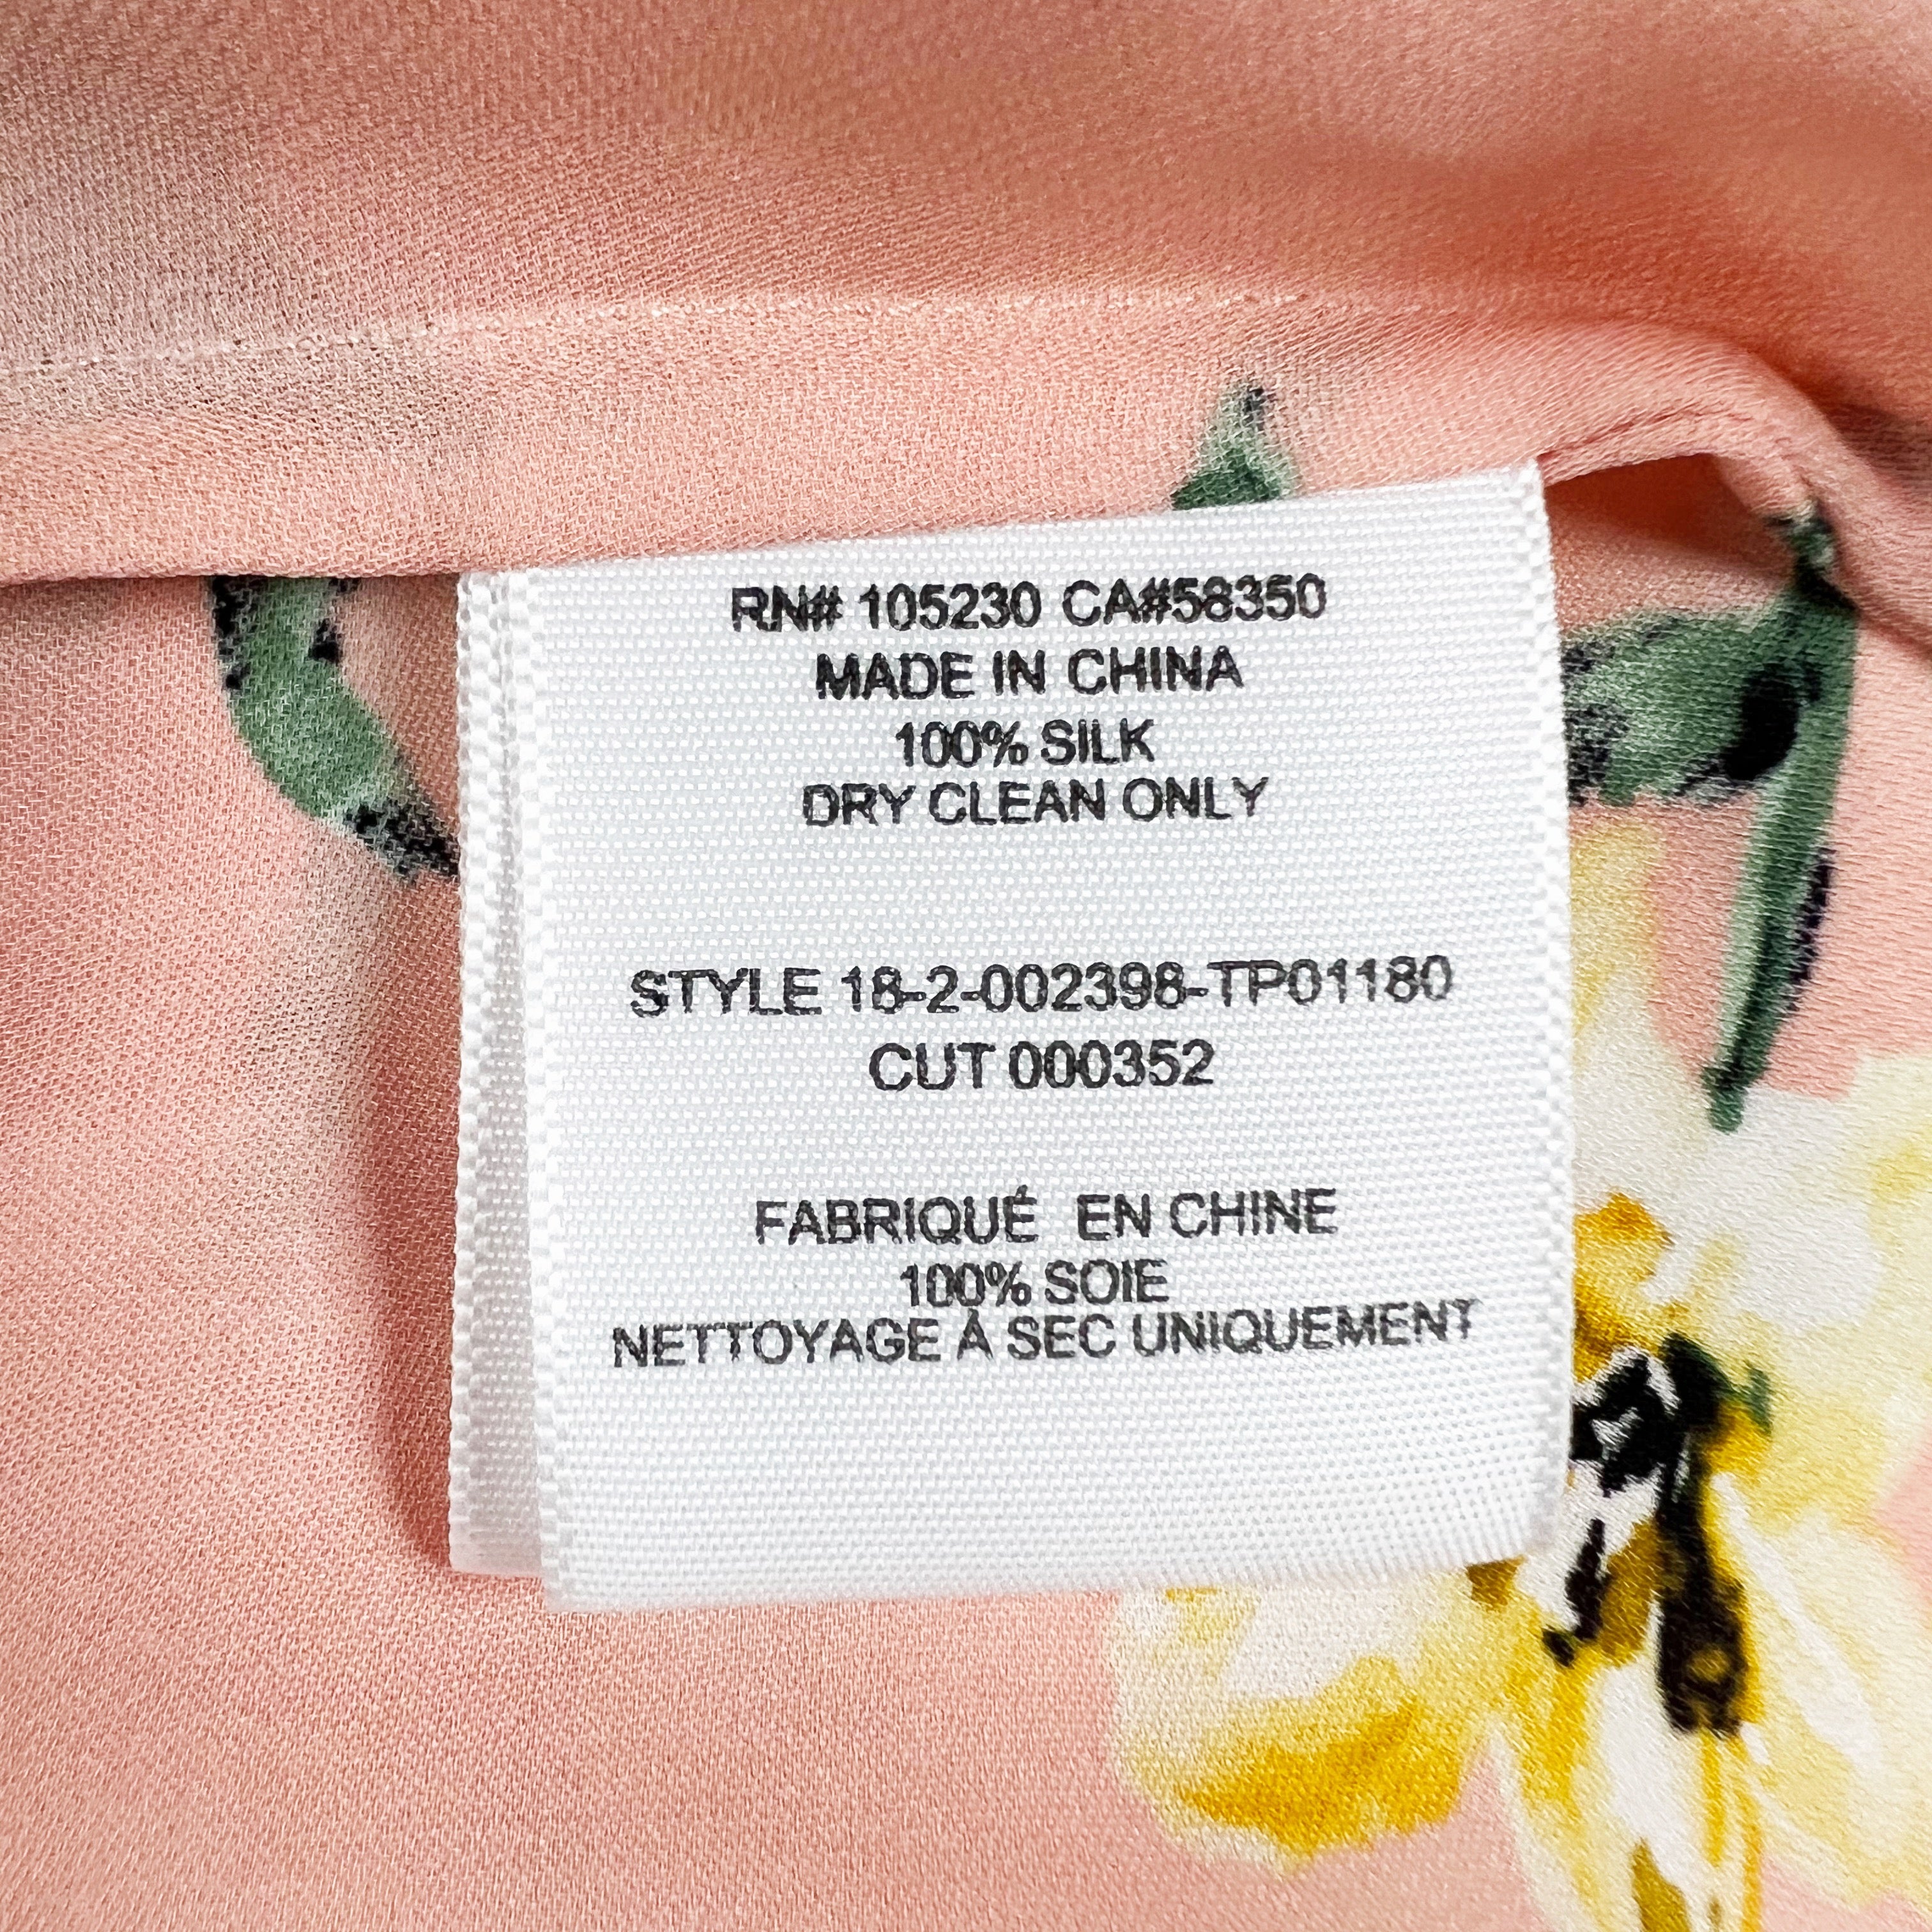 RN# 105230 CA#58350
MADE IN CHINA
100% SILK
DRY CLEAN ONLY
STYLE 18-2-002398-TP01180
CUT 000352
FABRIQUÉ EN CHINE
100% SOIE
NETTOYAGE À SEC UNIQUEMENT